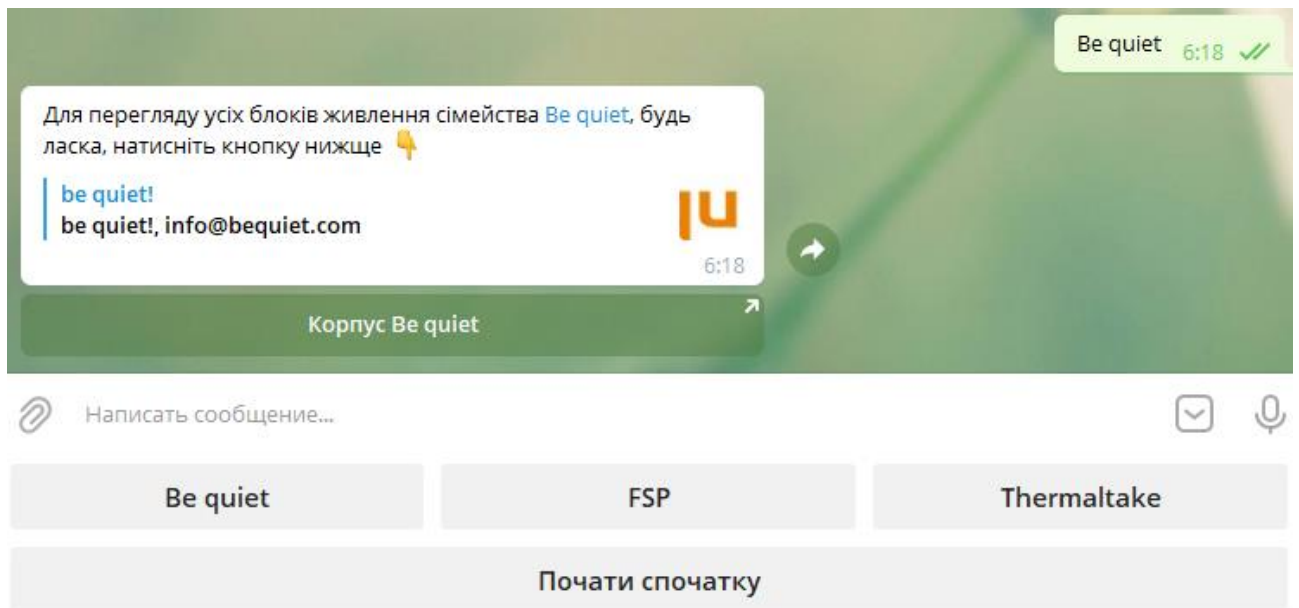 Be quiet 6:18
Для перегляду усіх блоків живлення сімейства Be quiet, будь
ласка, натисніть кнопку нижще 👇
be quiet!
be quiet!, info@bequiet.com
6:18
Корпус Be quiet
Написать сообщение...
Be quiet FSP Thermaltake
Почати спочатку